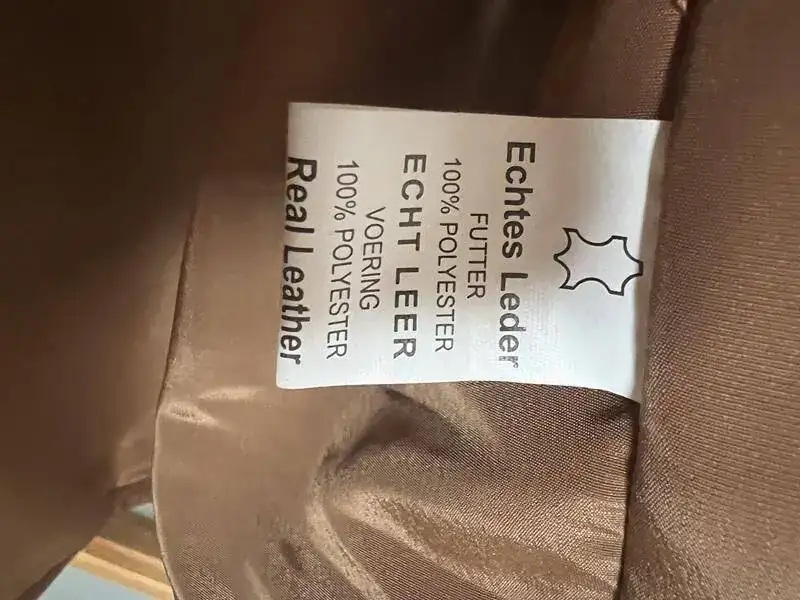 Echtes Leder
FUTTER
100% POLYESTER
ECHT LEER
VOERING
100% POLYESTER
Real Leather